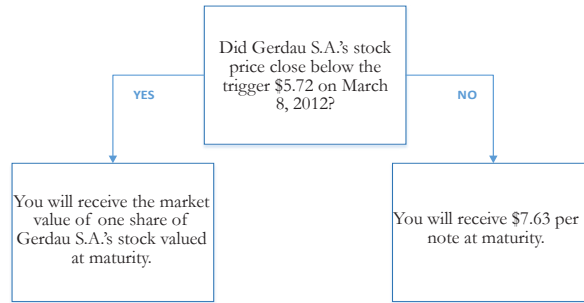 Did Gerdau S.A.'s stock
price close below the
trigger $5.72 on March
8, 2012?
YES
NO
You will receive the market
value of one share of
Gerdau S.A.'s stock valued
at maturity.
You will receive $7.63 per
note at maturity.